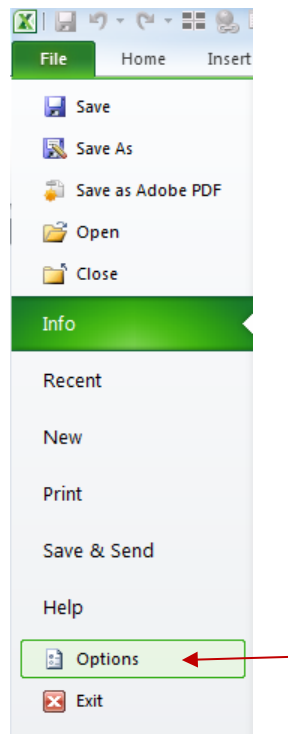 File Home Insert
Save
Save As
Save as Adobe PDF
Open
Close
Info
Recent
New
Print
Save & Send
Help
Options
Exit